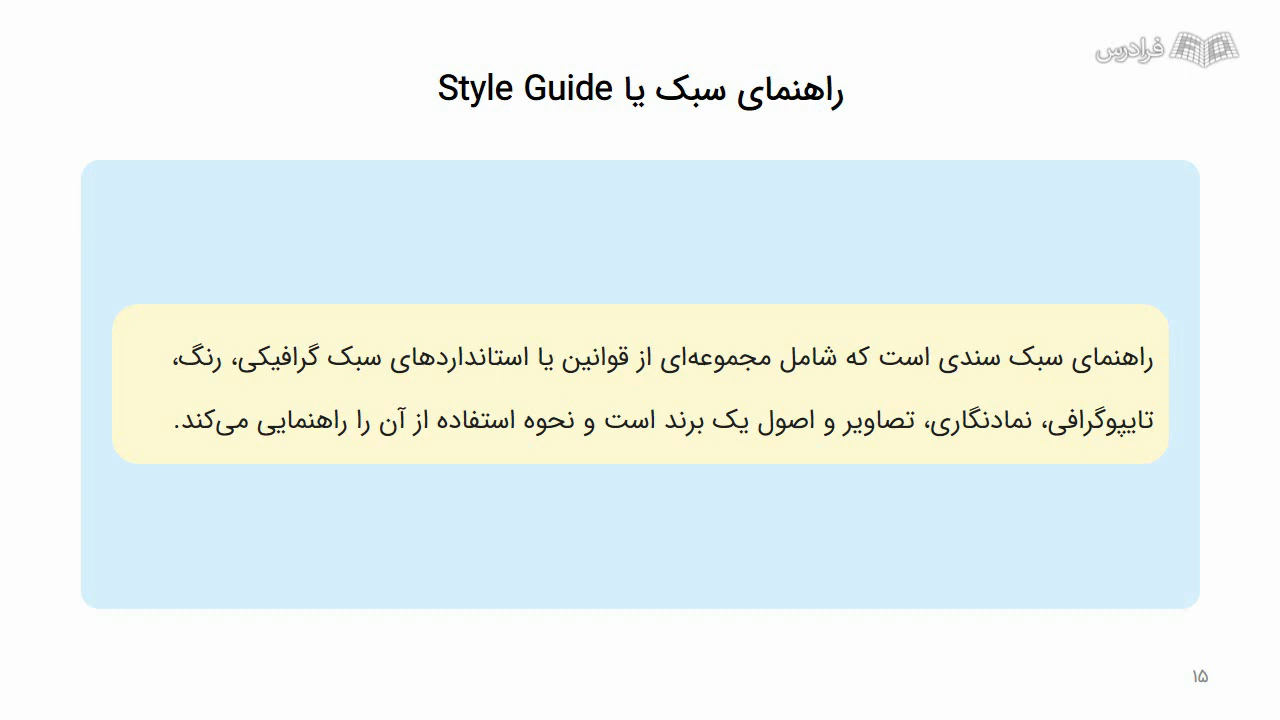 فرادرس
راهنمای سبک یا Style Guide
راهنمای سبک سندی است که شامل مجموعه‌ای از قوانین یا استانداردهای سبک گرافیکی، رنگ،
تایپوگرافی، نمادنگاری، تصاویر و اصول یک برند است و نحوه استفاده از آن را راهنمایی می‌کند.
۱۵